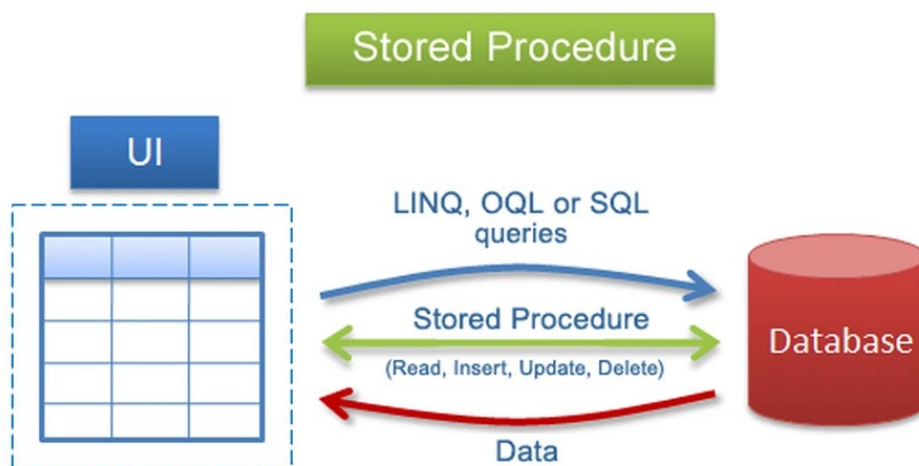 Stored Procedure
UI
LINQ, OQL or SQL
queries
Stored Procedure
(Read, Insert, Update, Delete)
Database
Data